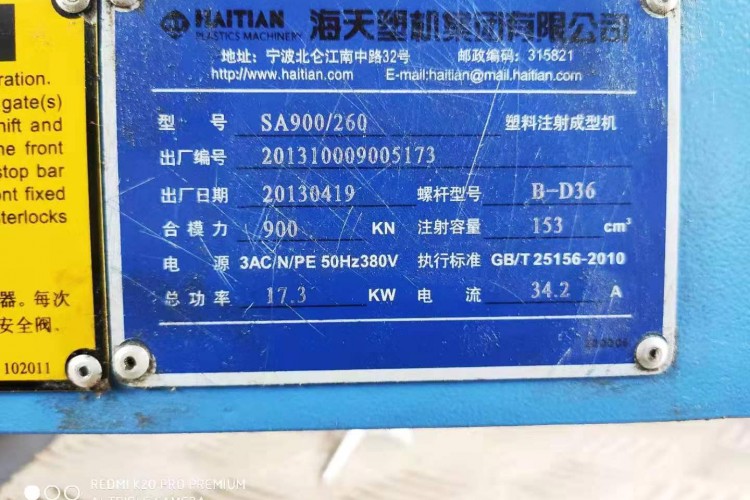 HAITIAN 海天塑机集团有限公司
PLASTICS MACHINERY
地址: 宁波北仑江南中路32号 邮政编码: 315821
http://www.haitian.com E-mail:haitian@mail.haitian.com
型 号 SA900/260 塑料注射成型机
出厂编号 201310009005173
出厂日期 20130419 螺杆型号 B-D36
合模力 900 KN 注射容量 153 cm³
电 源 3AC/N/PE 50Hz380V 执行标准 GB/T 25156-2010
总功率 17.3 KW 电 流 34.2 A
ration.
gate(s)
hift and
he front
stop bar
ont fixed
terlocks
器。每次
安全阀、
102011
REDMI K20 PRO PREMIUM